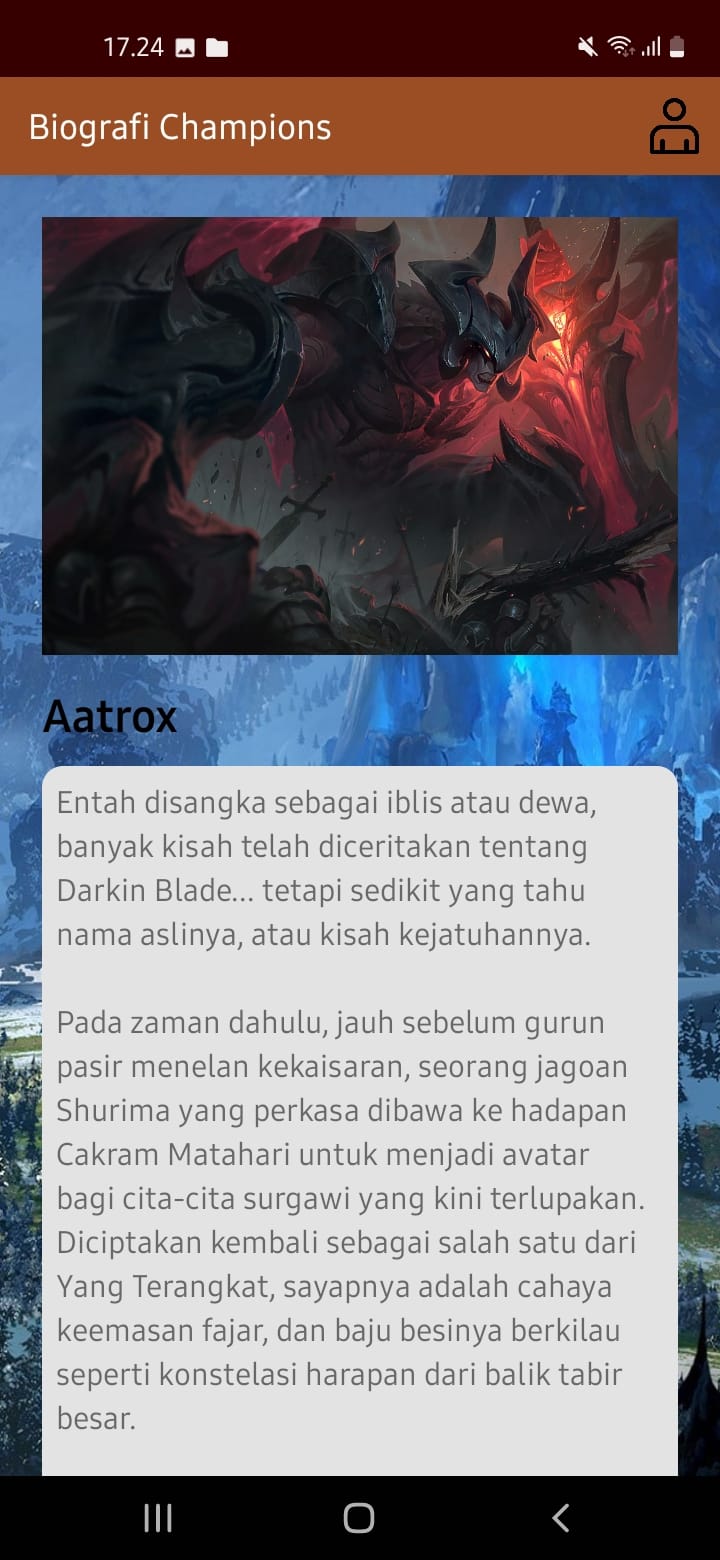 17.24
Biografi Champions
Aatrox
Entah disangka sebagai iblis atau dewa,
banyak kisah telah diceritakan tentang
Darkin Blade... tetapi sedikit yang tahu
nama aslinya, atau kisah kejatuhannya.
Pada zaman dahulu, jauh sebelum gurun
pasir menelan kekaisaran, seorang jagoan
Shurima yang perkasa dibawa ke hadapan
Cakram Matahari untuk menjadi avatar
bagi cita-cita surgawi yang kini terlupakan.
Diciptakan kembali sebagai salah satu dari
Yang Terangkat, sayapnya adalah cahaya
keemasan fajar, dan baju besinya berkilau
seperti konstelasi harapan dari balik tabir
besar.